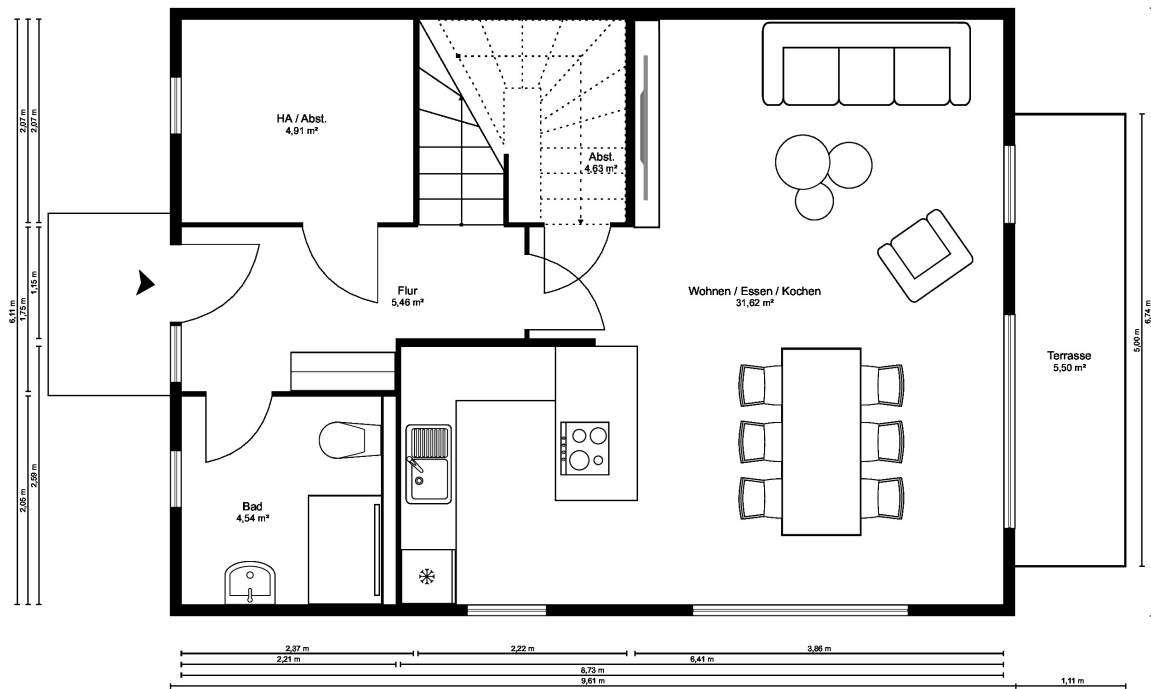 HA / Abst.
4,91 m²
Abst.
4,63 m²
Flur
5,46 m²
Wohnen / Essen / Kochen
31,62 m²
Terrasse
5,50 m²
Bad
4,54 m²
2,07 m
2,07 m
6,11 m
1,75 m
1,15 m
2,05 m
2,59 m
5,00 m
6,74 m
2,37 m
2,22 m
3,86 m
2,21 m
6,41 m
8,73 m
9,61 m
1,11 m